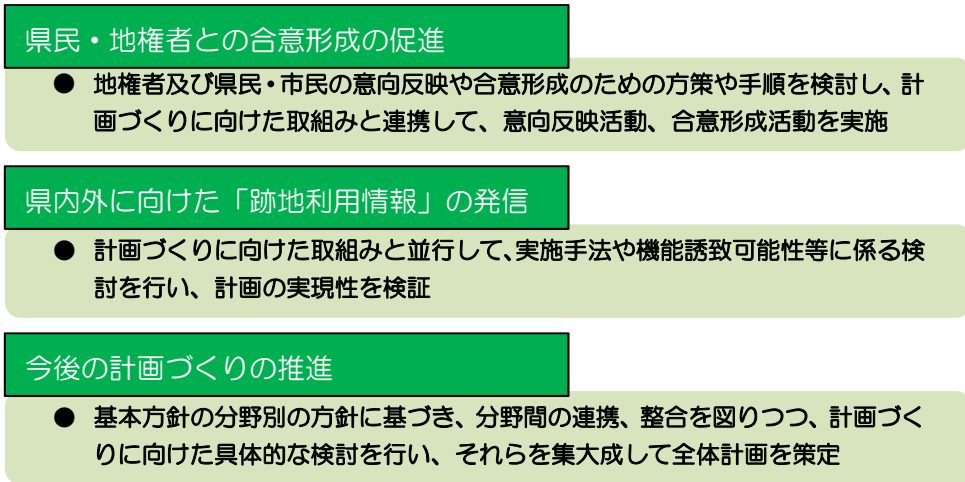 県民・地権者との合意形成の促進
● 地権者及び県民・市民の意向反映や合意形成のための方策や手順を検討し、計
画づくりに向けた取組みと連携して、意向反映活動、合意形成活動を実施
県内外に向けた「跡地利用情報」の発信
● 計画づくりに向けた取組みと並行して、実施手法や機能誘致可能性等に係る検
討を行い、計画の実現性を検証
今後の計画づくりの推進
● 基本方針の分野別の方針に基づき、分野間の連携、整合を図りつつ、計画づく
りに向けた具体的な検討を行い、それらを集大成して全体計画を策定